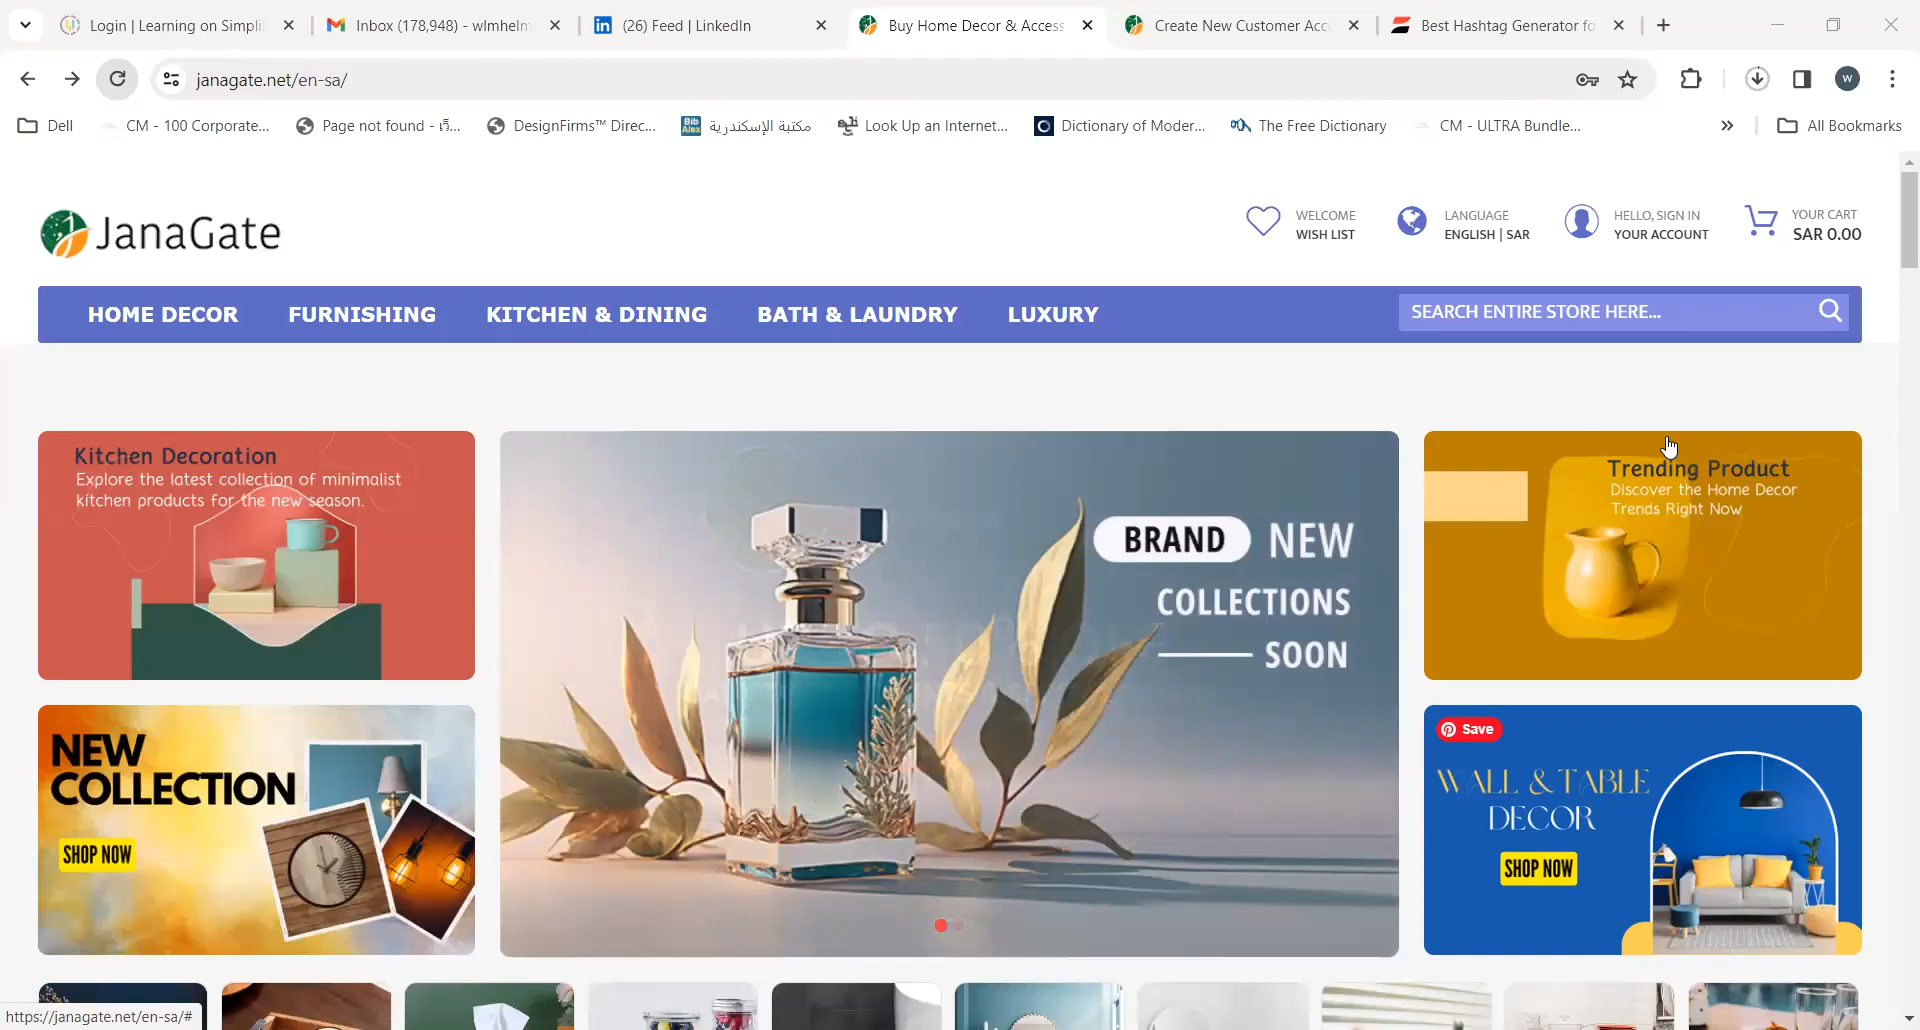 Login | Learning on Simpli
Inbox (178,948) - wlmhelm
(26) Feed | LinkedIn
Buy Home Decor & Access
Create New Customer Acc
Best Hashtag Generator fo
janagate.net/en-sa/
W
Dell
CM - 100 Corporate...
Page not found - เว็...
DesignFirms™ Direc...
مكتبة الإسكندرية
Look Up an Internet...
Dictionary of Moder...
The Free Dictionary
CM - ULTRA Bundle...
All Bookmarks
JanaGate
WELCOME
WISH LIST
LANGUAGE
ENGLISH | SAR
HELLO, SIGN IN
YOUR ACCOUNT
YOUR CART
SAR 0.00
HOME DECOR
FURNISHING
KITCHEN & DINING
BATH & LAUNDRY
LUXURY
SEARCH ENTIRE STORE HERE...
Kitchen Decoration
Explore the latest collection of minimalist
kitchen products for the new season.
BRAND NEW
COLLECTIONS
SOON
Trending Product
Discover the Home Decor
Trends Right Now
NEW
COLLECTION
SHOP NOW
Save
WALL & TABLE
DECOR
SHOP NOW
https://janagate.net/en-sa/#